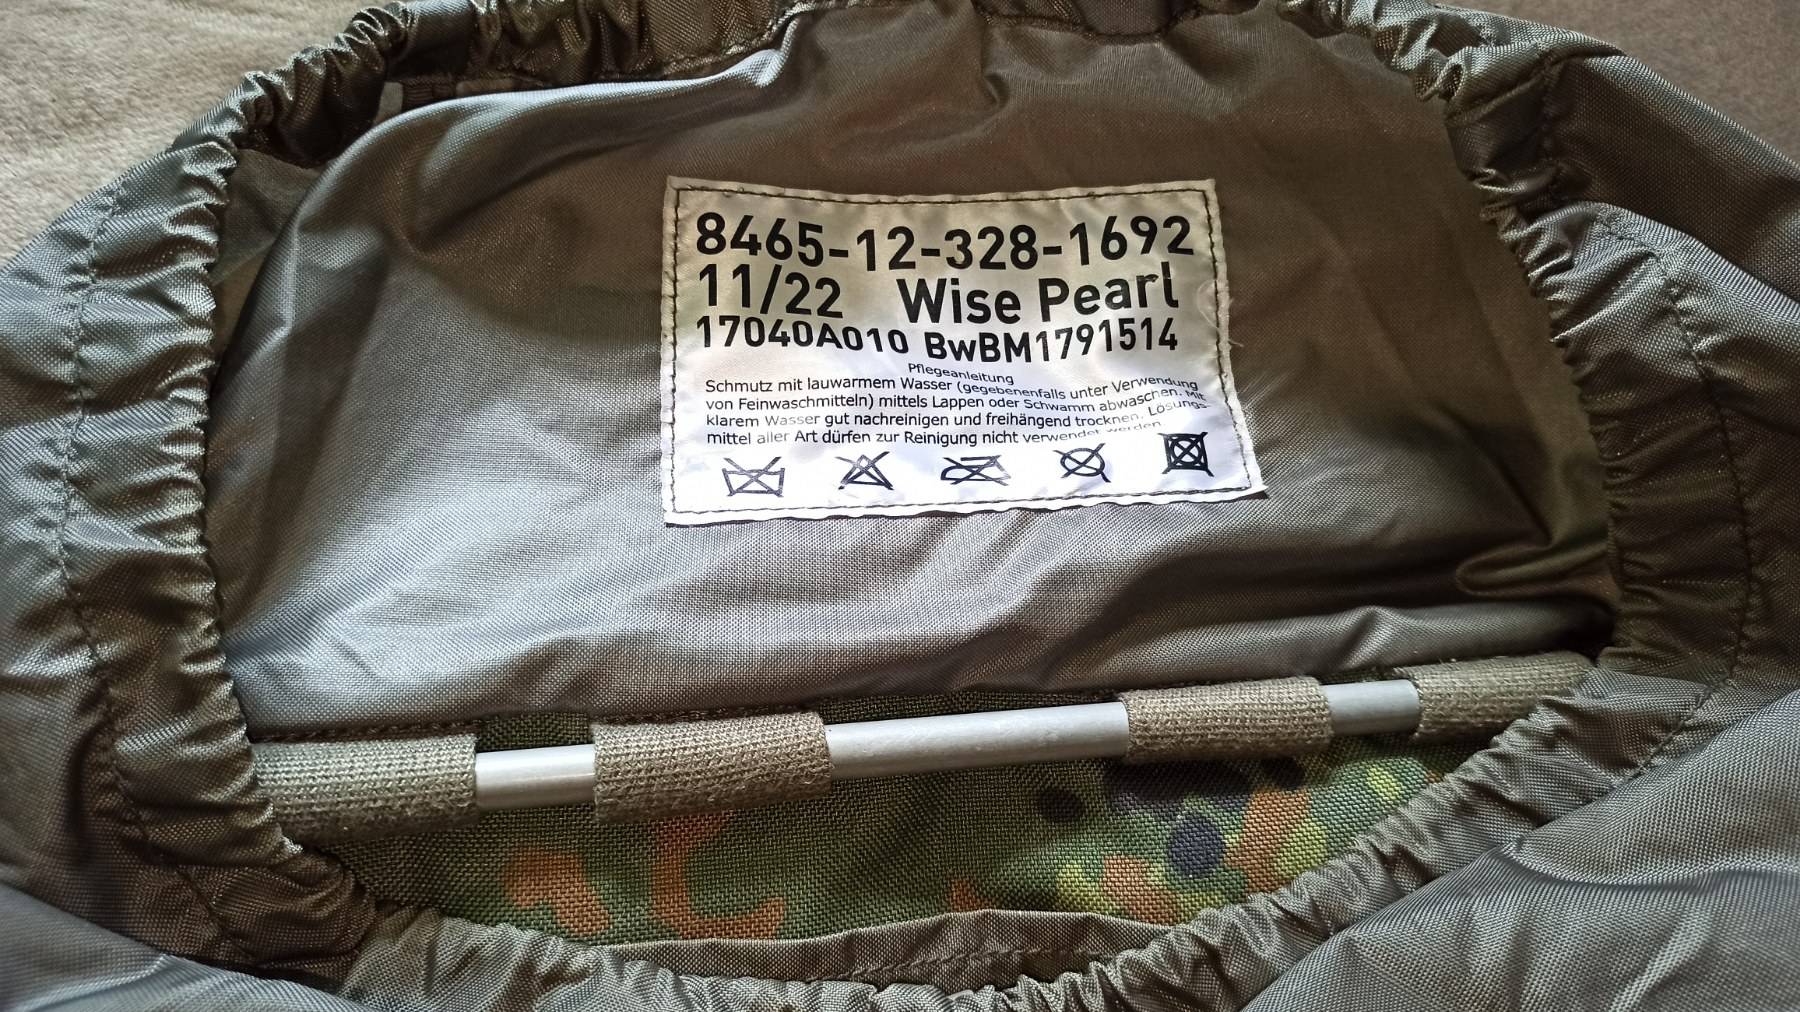 8465-12-328-1692
11/22 Wise Pearl
17040A010 BwBM1791514
Pflegeanleitung
Schmutz mit lauwarmem Wasser (gegebenenfalls unter Verwendung
von Feinwaschmitteln) mittels Lappen oder Schwamm abwaschen. Mit
klarem Wasser gut nachreinigen und freihängend trocknen. Lösungs-
mittel aller Art dürfen zur Reinigung nicht verwendet werden.